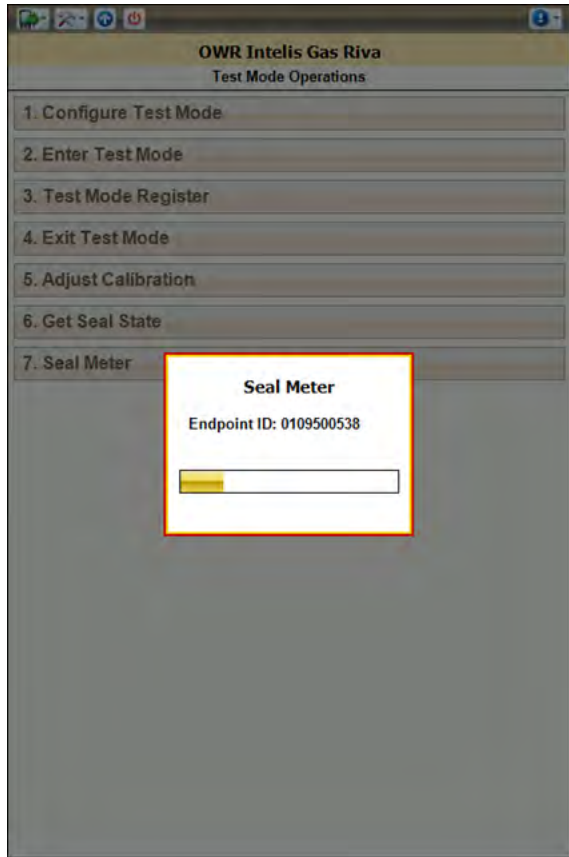 OWR Intelis Gas Riva
Test Mode Operations
1. Configure Test Mode
2. Enter Test Mode
3. Test Mode Register
4. Exit Test Mode
5. Adjust Calibration
6. Get Seal State
7. Seal Meter
Seal Meter
Endpoint ID: 0109500538